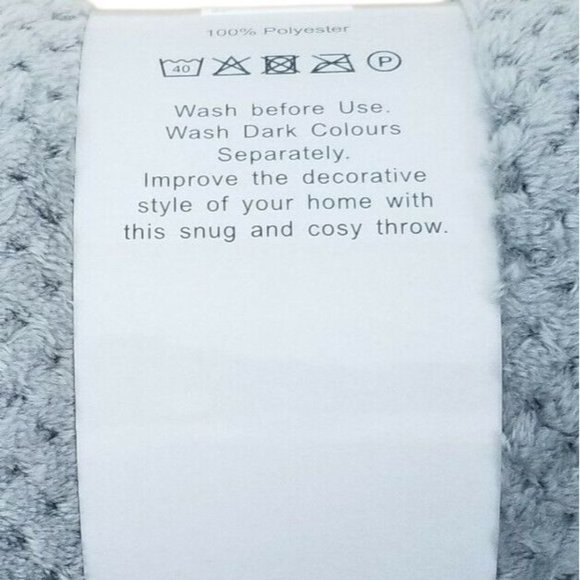 100% Polyester
40 P
Wash before Use.
Wash Dark Colours
Separately.
Improve the decorative
style of your home with
this snug and cosy throw.